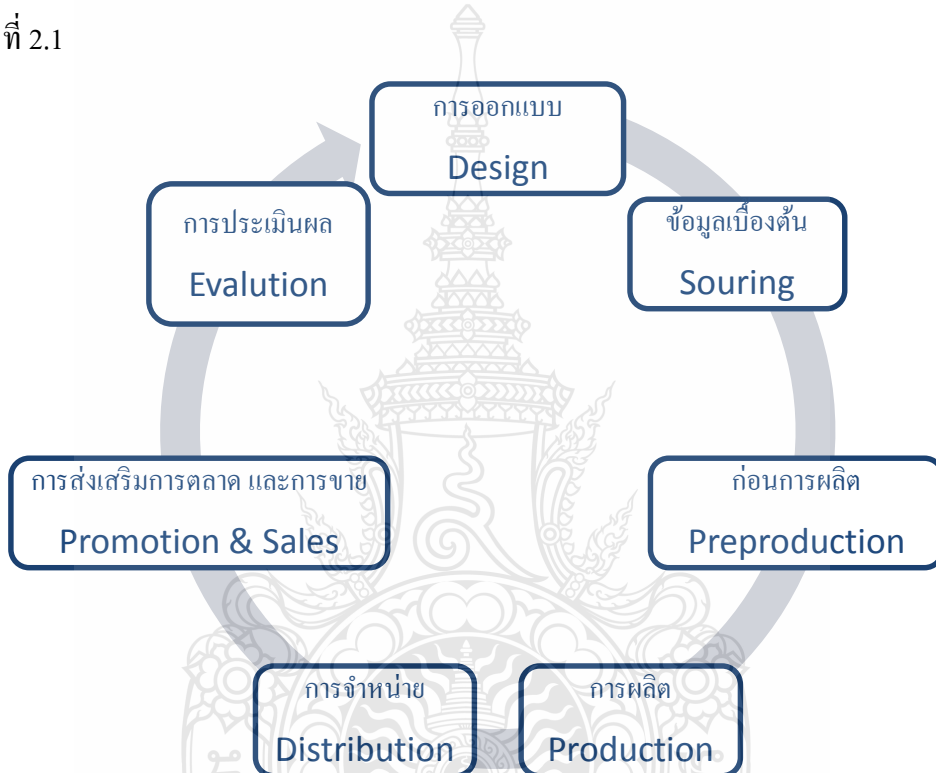 ที่ 2.1
การออกแบบ
Design
ข้อมูลเบื้องต้น
Souring
ก่อนการผลิต
Preproduction
การผลิต
Production
การจำหน่าย
Distribution
การส่งเสริมการตลาด และการขาย
Promotion & Sales
การประเมินผล
Evalution